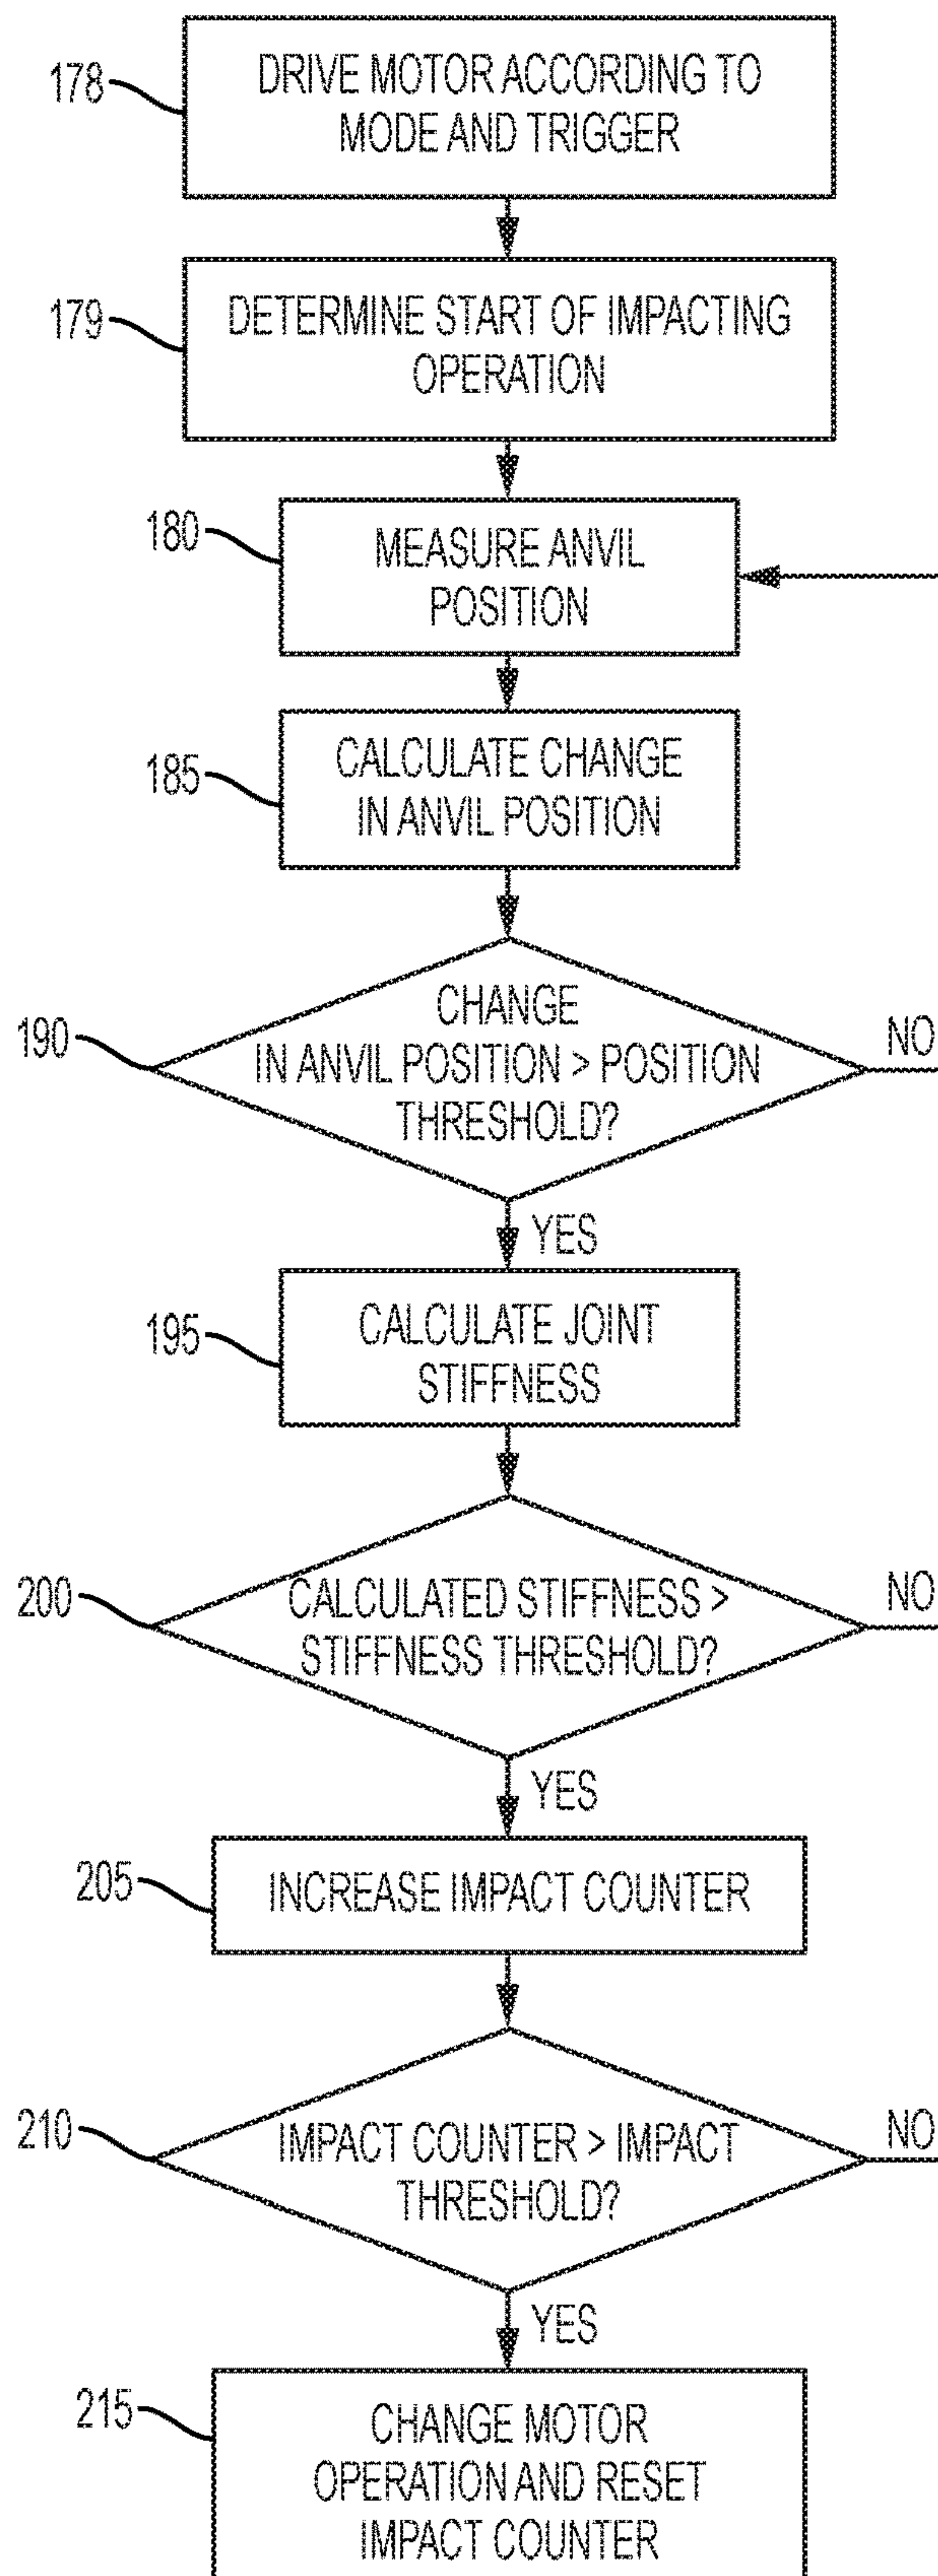 178
DRIVE MOTOR ACCORDING TO
MODE AND TRIGGER
179
DETERMINE START OF IMPACTING
OPERATION
180
MEASURE ANVIL
POSITION
185
CALCULATE CHANGE
IN ANVIL POSITION
190
CHANGE
IN ANVIL POSITION > POSITION
THRESHOLD?
NO
YES
195
CALCULATE JOINT
STIFFNESS
200
CALCULATED STIFFNESS >
STIFFNESS THRESHOLD?
NO
YES
205
INCREASE IMPACT COUNTER
210
IMPACT COUNTER > IMPACT
THRESHOLD?
NO
YES
215
CHANGE MOTOR
OPERATION AND RESET
IMPACT COUNTER